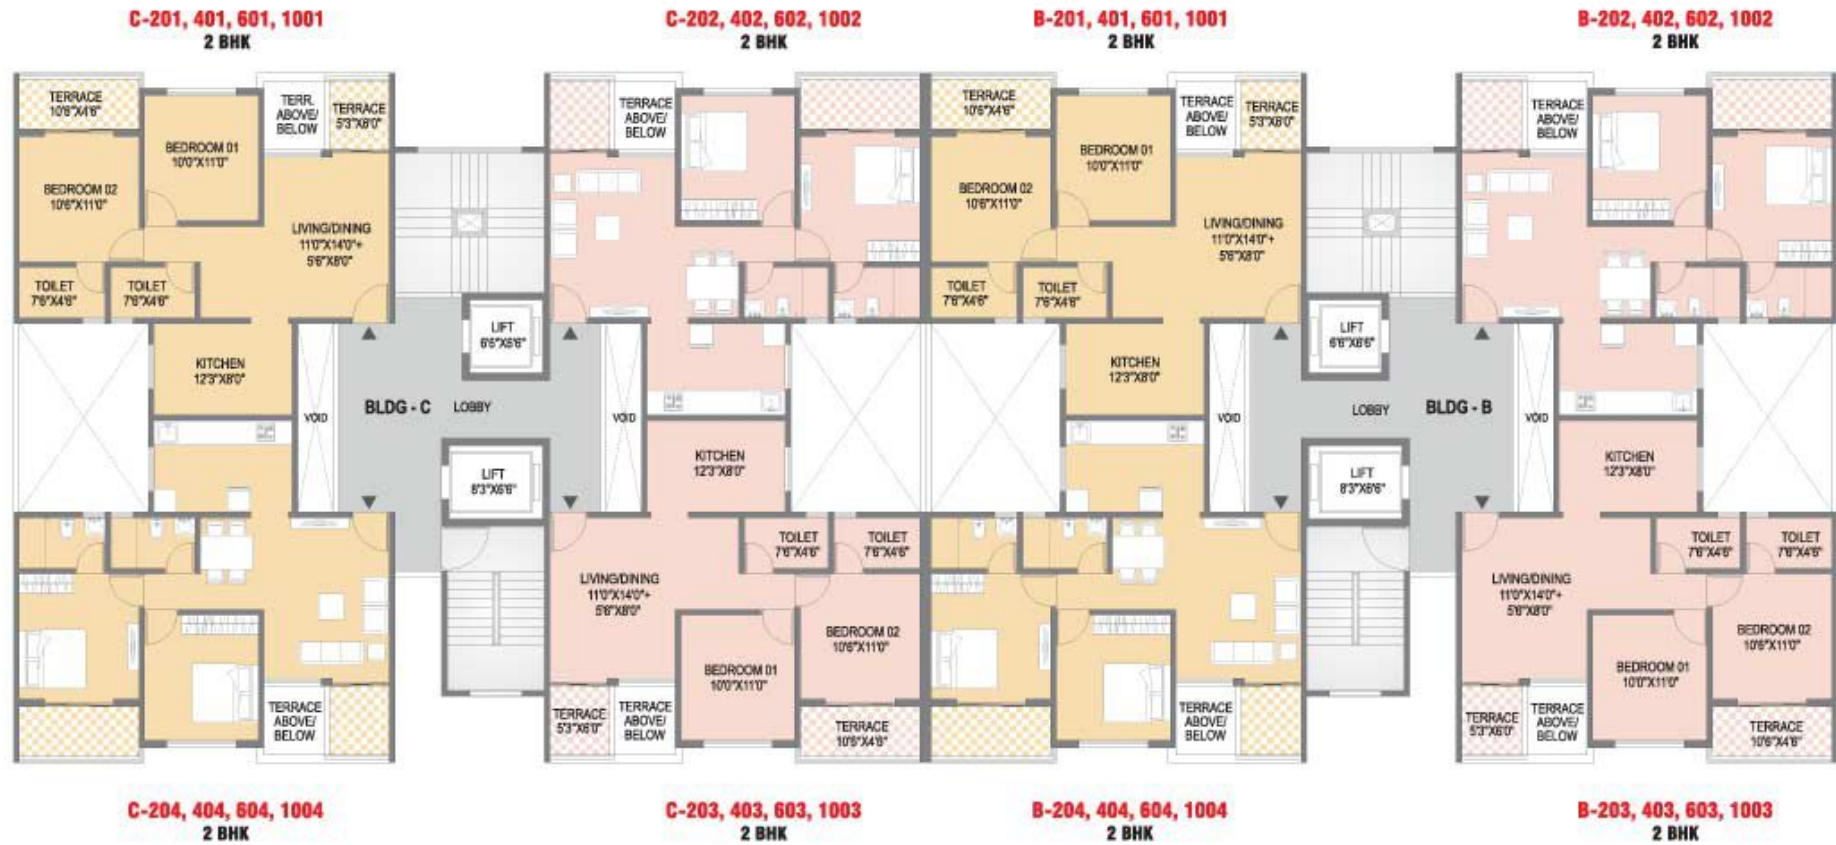 C-201, 401, 601, 1001
2 BHK
C-202, 402, 602, 1002
2 BHK
B-201, 401, 601, 1001
2 BHK
B-202, 402, 602, 1002
2 BHK
TERRACE
10'6"X4'6"
BEDROOM 01
10'0"X11'0"
TERR.
ABOVE/
BELOW
TERRACE
5'3"X6'0"
BEDROOM 02
10'6"X11'0"
LIVING/DINING
11'0"X14'0"+
5'6"X8'0"
TOILET
7'6"X4'6"
TOILET
7'6"X4'6"
KITCHEN
12'3"X8'0"
TERRACE
ABOVE/
BELOW
LIFT
6'6"X6'6"
VOID
BLDG - C
LOBBY
VOID
LIFT
8'3"X6'6"
TERRACE
10'6"X4'6"
BEDROOM 01
10'0"X11'0"
TERRACE
ABOVE/
BELOW
TERRACE
5'3"X6'0"
BEDROOM 02
10'6"X11'0"
LIVING/DINING
11'0"X14'0"+
5'6"X8'0"
TOILET
7'6"X4'6"
TOILET
7'6"X4'6"
KITCHEN
12'3"X8'0"
TERRACE
ABOVE/
BELOW
LIFT
6'6"X6'6"
VOID
LOBBY
BLDG - B
VOID
LIFT
8'3"X6'6"
TERRACE
ABOVE/
BELOW
KITCHEN
12'3"X8'0"
TOILET
7'6"X4'6"
TOILET
7'6"X4'6"
LIVING/DINING
11'0"X14'0"+
5'6"X8'0"
BEDROOM 02
10'6"X11'0"
BEDROOM 01
10'0"X11'0"
TERRACE
5'3"X6'0"
TERRACE
ABOVE/
BELOW
TERRACE
10'6"X4'6"
TERRACE
ABOVE/
BELOW
KITCHEN
12'3"X8'0"
TOILET
7'6"X4'6"
TOILET
7'6"X4'6"
LIVING/DINING
11'0"X14'0"+
5'6"X8'0"
BEDROOM 02
10'6"X11'0"
BEDROOM 01
10'0"X11'0"
TERRACE
5'3"X6'0"
TERRACE
ABOVE/
BELOW
TERRACE
10'6"X4'6"
C-204, 404, 604, 1004
2 BHK
C-203, 403, 603, 1003
2 BHK
B-204, 404, 604, 1004
2 BHK
B-203, 403, 603, 1003
2 BHK